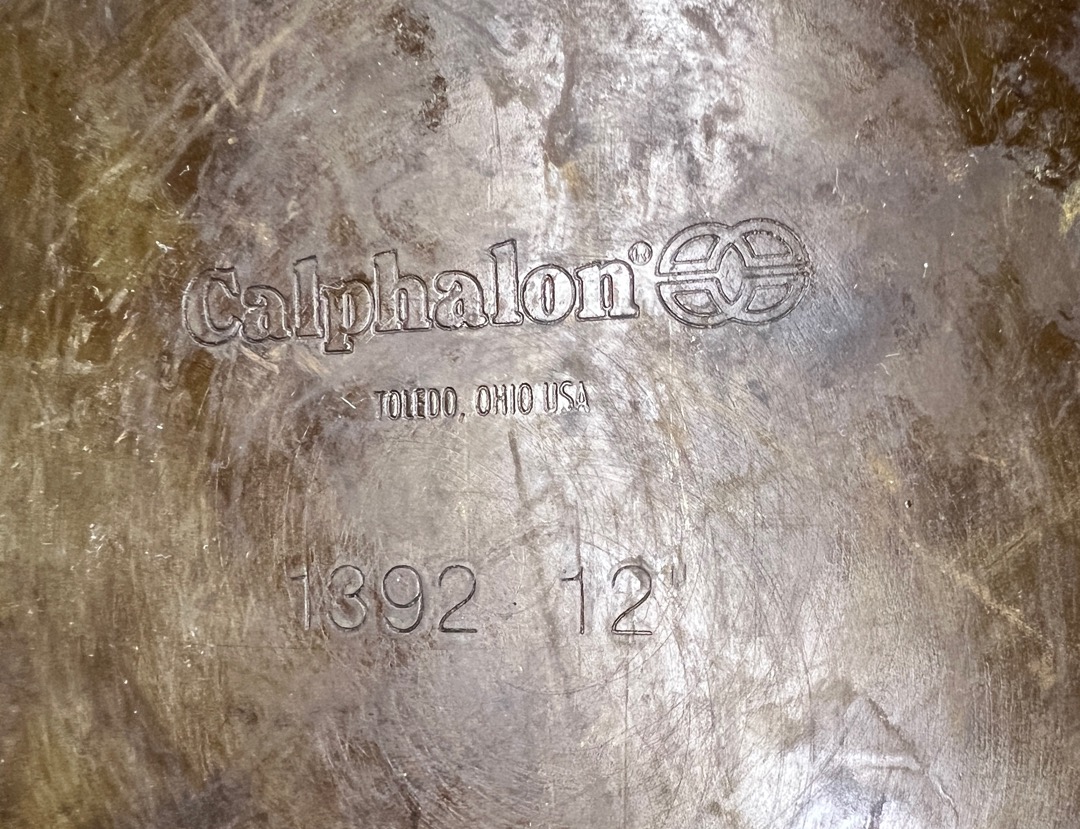 Calphalon®
TOLEDO, OHIO USA
1392 12"